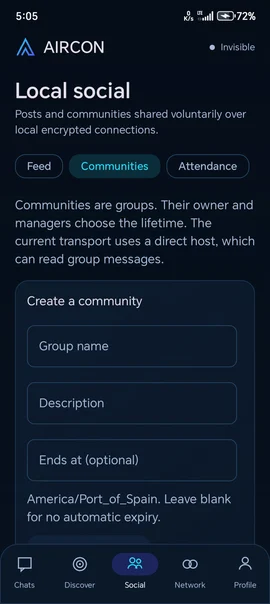 5:05
0 K/s LTE 72%
AIRCON
Invisible
Local social
Posts and communities shared voluntarily over
local encrypted connections.
Feed
Communities
Attendance
Communities are groups. Their owner and
managers choose the lifetime. The
current transport uses a direct host, which
can read group messages.
Create a community
Group name
Description
Ends at (optional)
America/Port_of_Spain. Leave blank
for no automatic expiry.
Chats
Discover
Social
Network
Profile